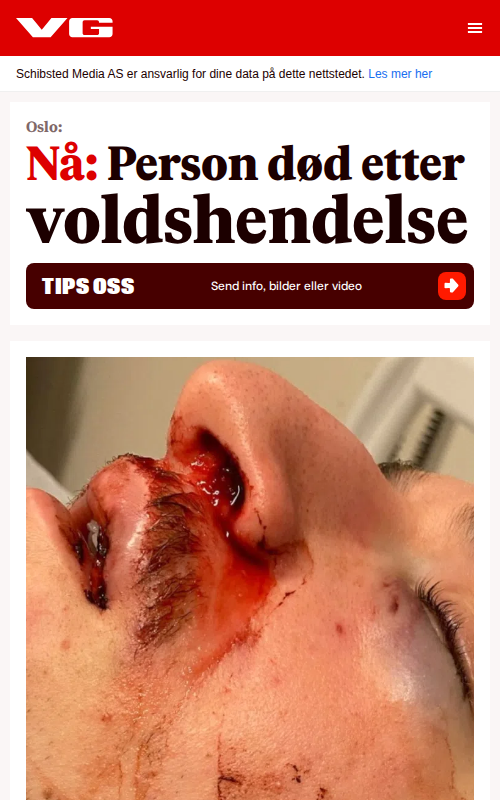 VG
Schibsted Media AS er ansvarlig for dine data på dette nettstedet. Les mer her
Oslo:
Nå: Person død etter
voldshendelse
TIPS OSS
Send info, bilder eller video